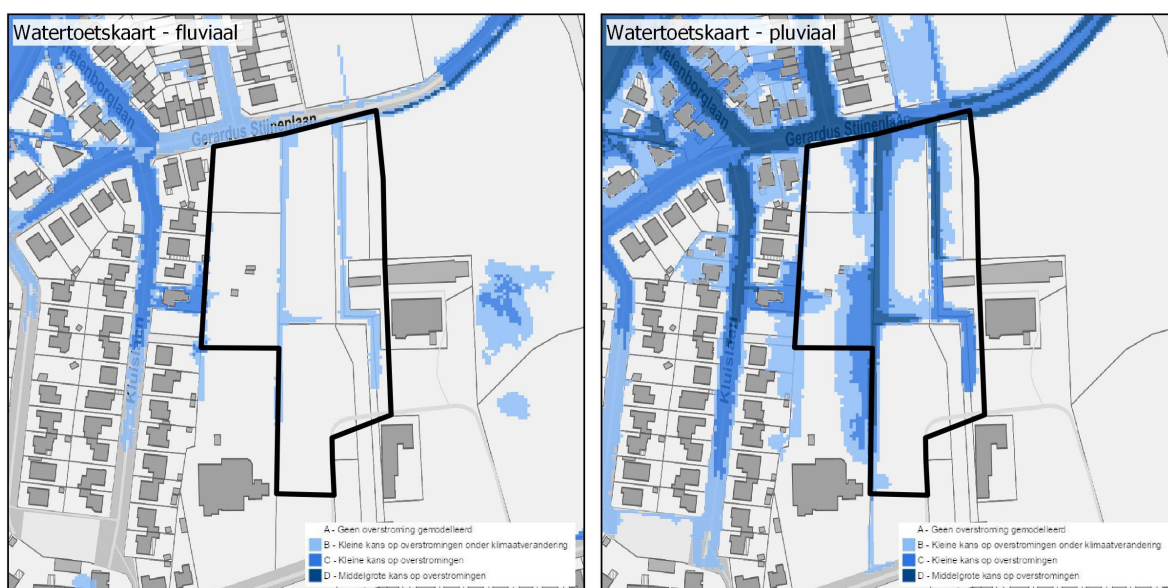 Watertoetskaart - fluviaal
Gerardus Stijnenlaan
Kluislaan
A - Geen overstroming gemodelleerd
B - Kleine kans op overstromingen onder klimaatverandering
C - Kleine kans op overstromingen
D - Middelgrote kans op overstromingen
Watertoetskaart - pluviaal
Gerardus Stijnenlaan
Kluislaan
A - Geen overstroming gemodelleerd
B - Kleine kans op overstromingen onder klimaatverandering
C - Kleine kans op overstromingen
D - Middelgrote kans op overstromingen